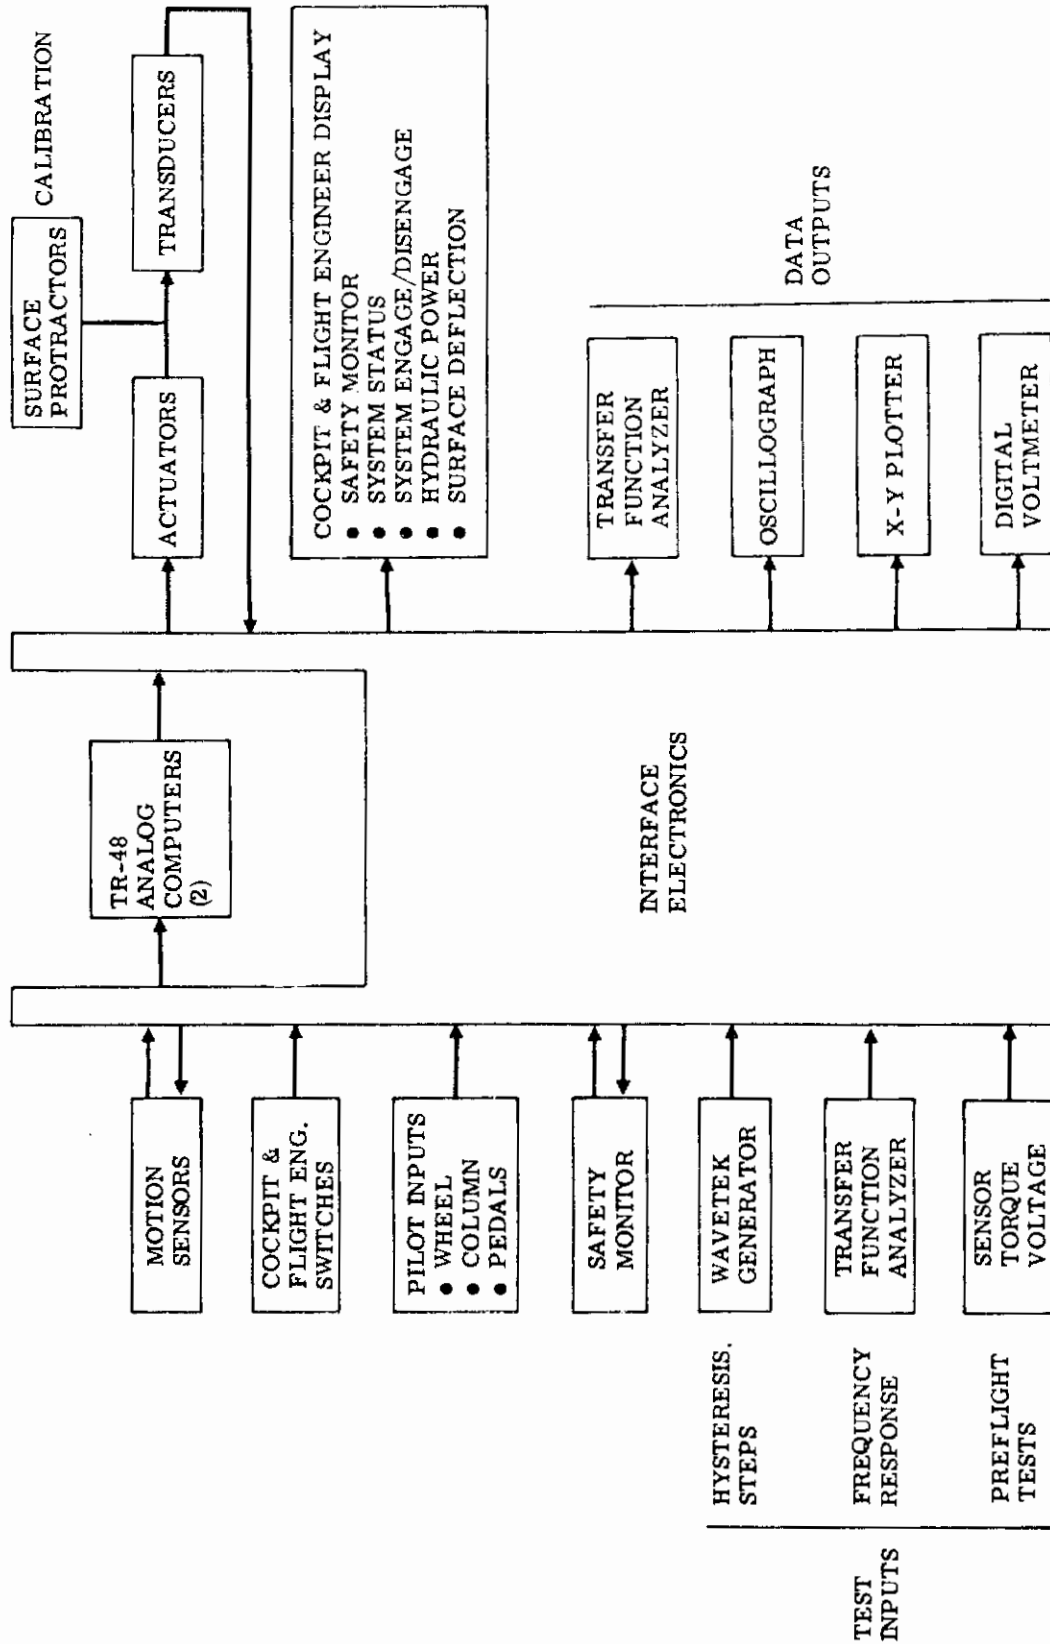 MOTION
SENSORS
COCKPIT &
FLIGHT ENG.
SWITCHES
PILOT INPUTS
● WHEEL
● COLUMN
● PEDALS
SAFETY
MONITOR
TEST
INPUTS
HYSTERESIS.
STEPS
WAVETEK
GENERATOR
FREQUENCY
RESPONSE
TRANSFER
FUNCTION
ANALYZER
PREFLIGHT
TESTS
SENSOR
TORQUE
VOLTAGE
TR-48
ANALOG
COMPUTERS
(2)
INTERFACE
ELECTRONICS
SURFACE
PROTRACTORS
CALIBRATION
ACTUATORS
TRANSDUCERS
COCKPIT & FLIGHT ENGINEER DISPLAY
● SAFETY MONITOR
● SYSTEM STATUS
● SYSTEM ENGAGE/DISENGAGE
● HYDRAULIC POWER
● SURFACE DEFLECTION
TRANSFER
FUNCTION
ANALYZER
OSCILLOGRAPH
X-Y PLOTTER
DIGITAL
VOLTMETER
DATA
OUTPUTS